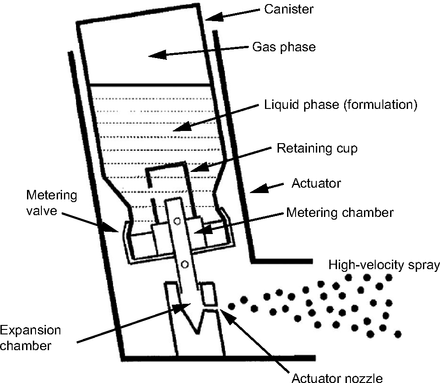 Canister
Gas phase
Liquid phase (formulation)
Retaining cup
Actuator
Metering
valve
Metering chamber
High-velocity spray
Expansion
chamber
Actuator nozzle